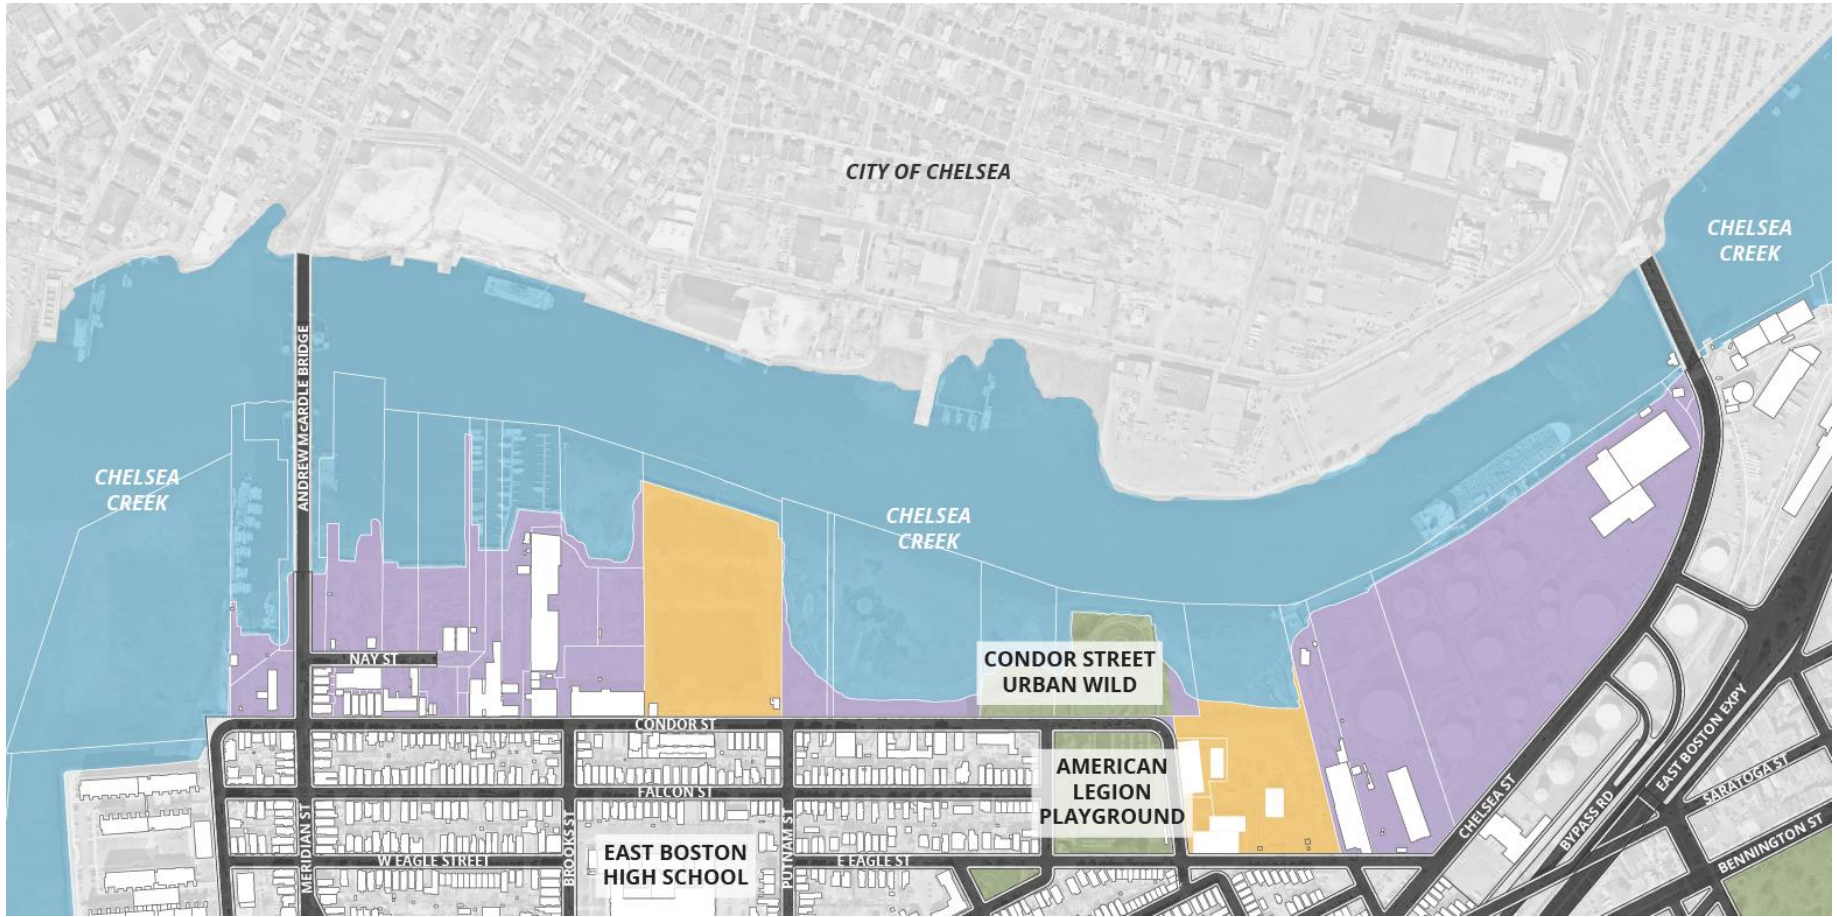 CITY OF CHELSEA
CHELSEA
CREEK
ANDREW McARDLE BRIDGE
CHELSEA
CREEK
CHELSEA
CREEK
NAY ST
CONDOR STREET
URBAN WILD
CONDOR ST
AMERICAN
LEGION
PLAYGROUND
FALCON ST
MERIDIAN ST
BROOKS ST
PUTNAM ST
W EAGLE STREET
E EAGLE ST
EAST BOSTON
HIGH SCHOOL
CHELSEA ST
BYPASS RD
EAST BOSTON EXPY
SARATOGA ST
BENNINGTON ST